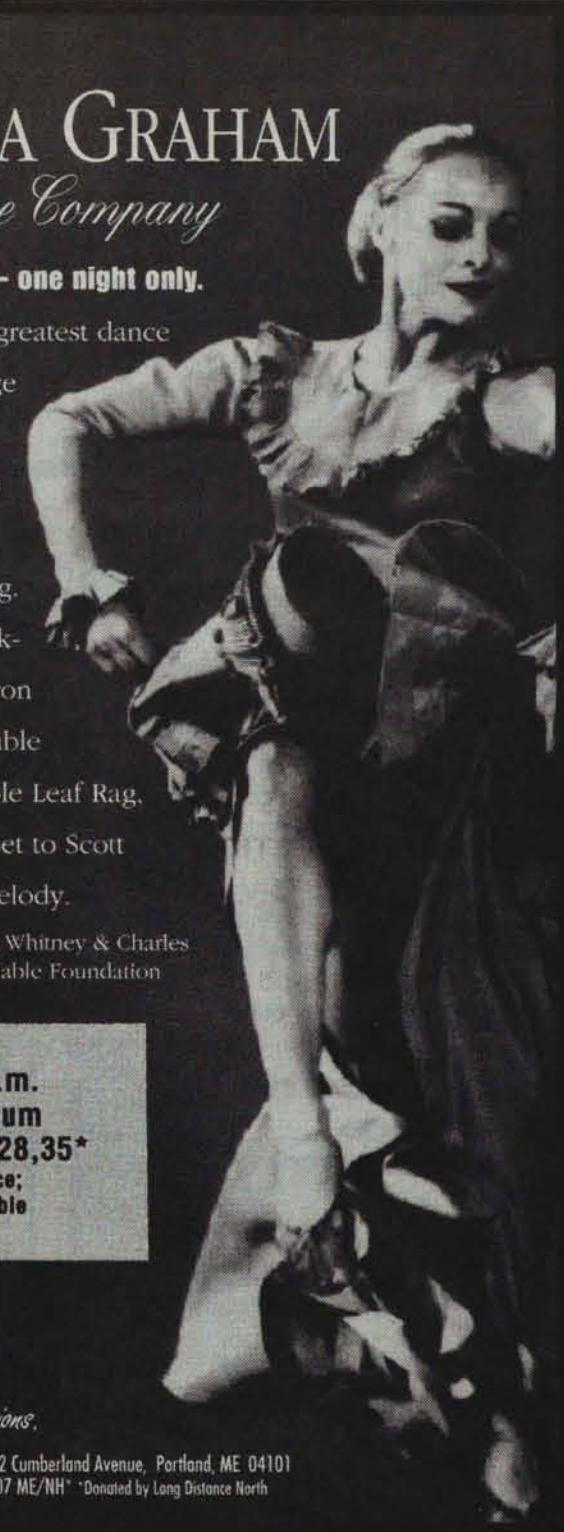 A GRAHAM
e Company
- one night only.
greatest dance
ge
g.
k-
on
ble
le Leaf Rag,
et to Scott
elody.
Whitney & Charles
able Foundation
.m.
um
28,35*
ce;
ble
ions.
2 Cumberland Avenue, Portland, ME 04101
07 ME/NH* *Donated by Long Distance North